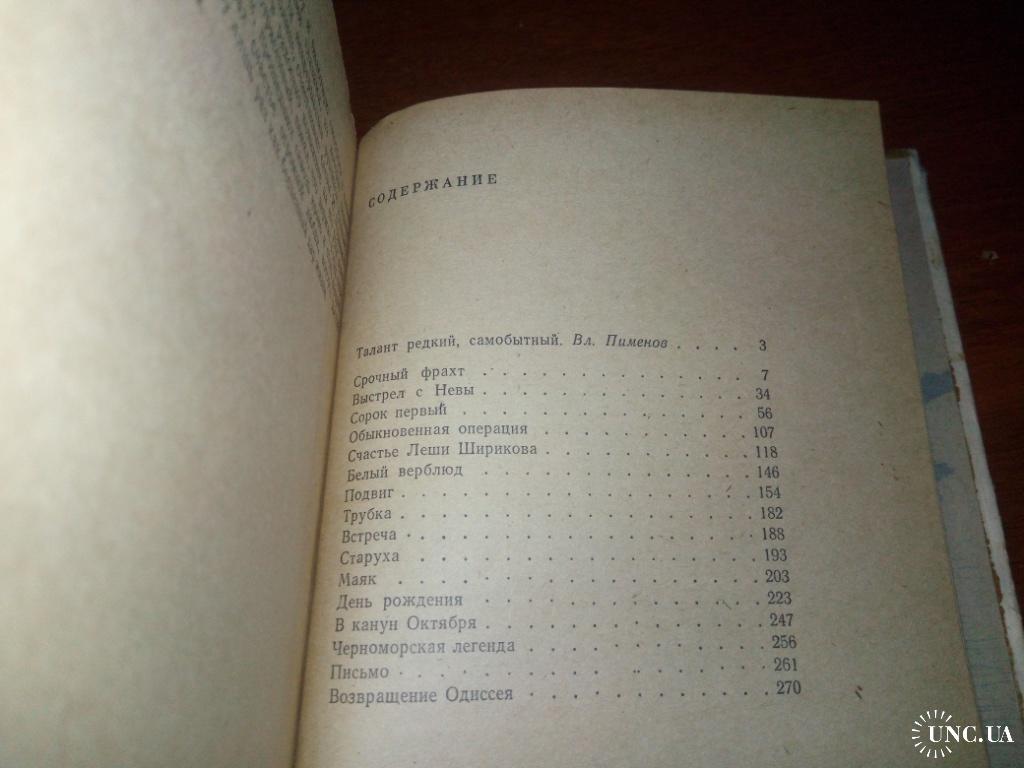 СОДЕРЖАНИЕ
Талант редкий, самобытный. Вл. Пименов . . . . 3
Срочный фрахт . . . . . . . . . . . 7
Выстрел с Невы . . . . . . . . . . . 34
Сорок первый . . . . . . . . . . . . 56
Обыкновенная операция . . . . . . . . . 107
Счастье Леши Ширикова . . . . . . . . . 118
Белый верблюд . . . . . . . . . . . 146
Подвиг . . . . . . . . . . . . . . 154
Трубка . . . . . . . . . . . . . . 182
Встреча . . . . . . . . . . . . . . 188
Старуха . . . . . . . . . . . . . . 193
Маяк . . . . . . . . . . . . . . 203
День рождения . . . . . . . . . . . 223
В канун Октября . . . . . . . . . . . 247
Черноморская легенда . . . . . . . . . 256
Письмо . . . . . . . . . . . . . . 261
Возвращение Одиссея . . . . . . . . . . 270
UNC.UA